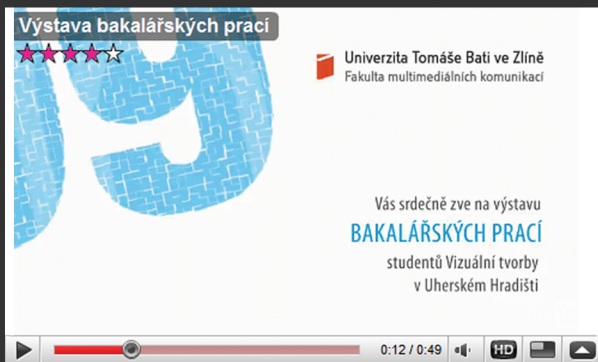 Výstava bakalářských prací
Univerzita Tomáše Bati ve Zlíně
Fakulta multimediálních komunikací
09
Vás srdečně zve na výstavu
BAKALÁŘSKÝCH PRACÍ
studentů Vizuální tvorby
v Uherském Hradišti
0:12 / 0:49
HD